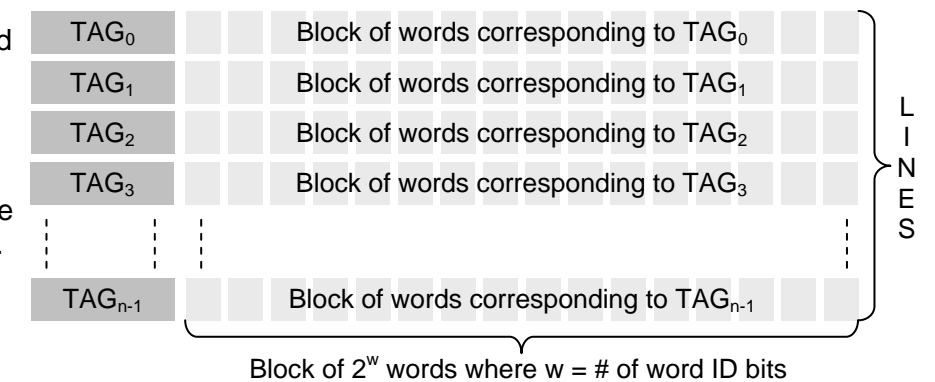 d
TAG₀ Block of words corresponding to TAG₀
TAG₁ Block of words corresponding to TAG₁
TAG₂ Block of words corresponding to TAG₂
TAG₃ Block of words corresponding to TAG₃
e
.
TAGₙ₋₁ Block of words corresponding to TAGₙ₋₁
L
I
N
E
S
Block of 2ʷ words where w = # of word ID bits